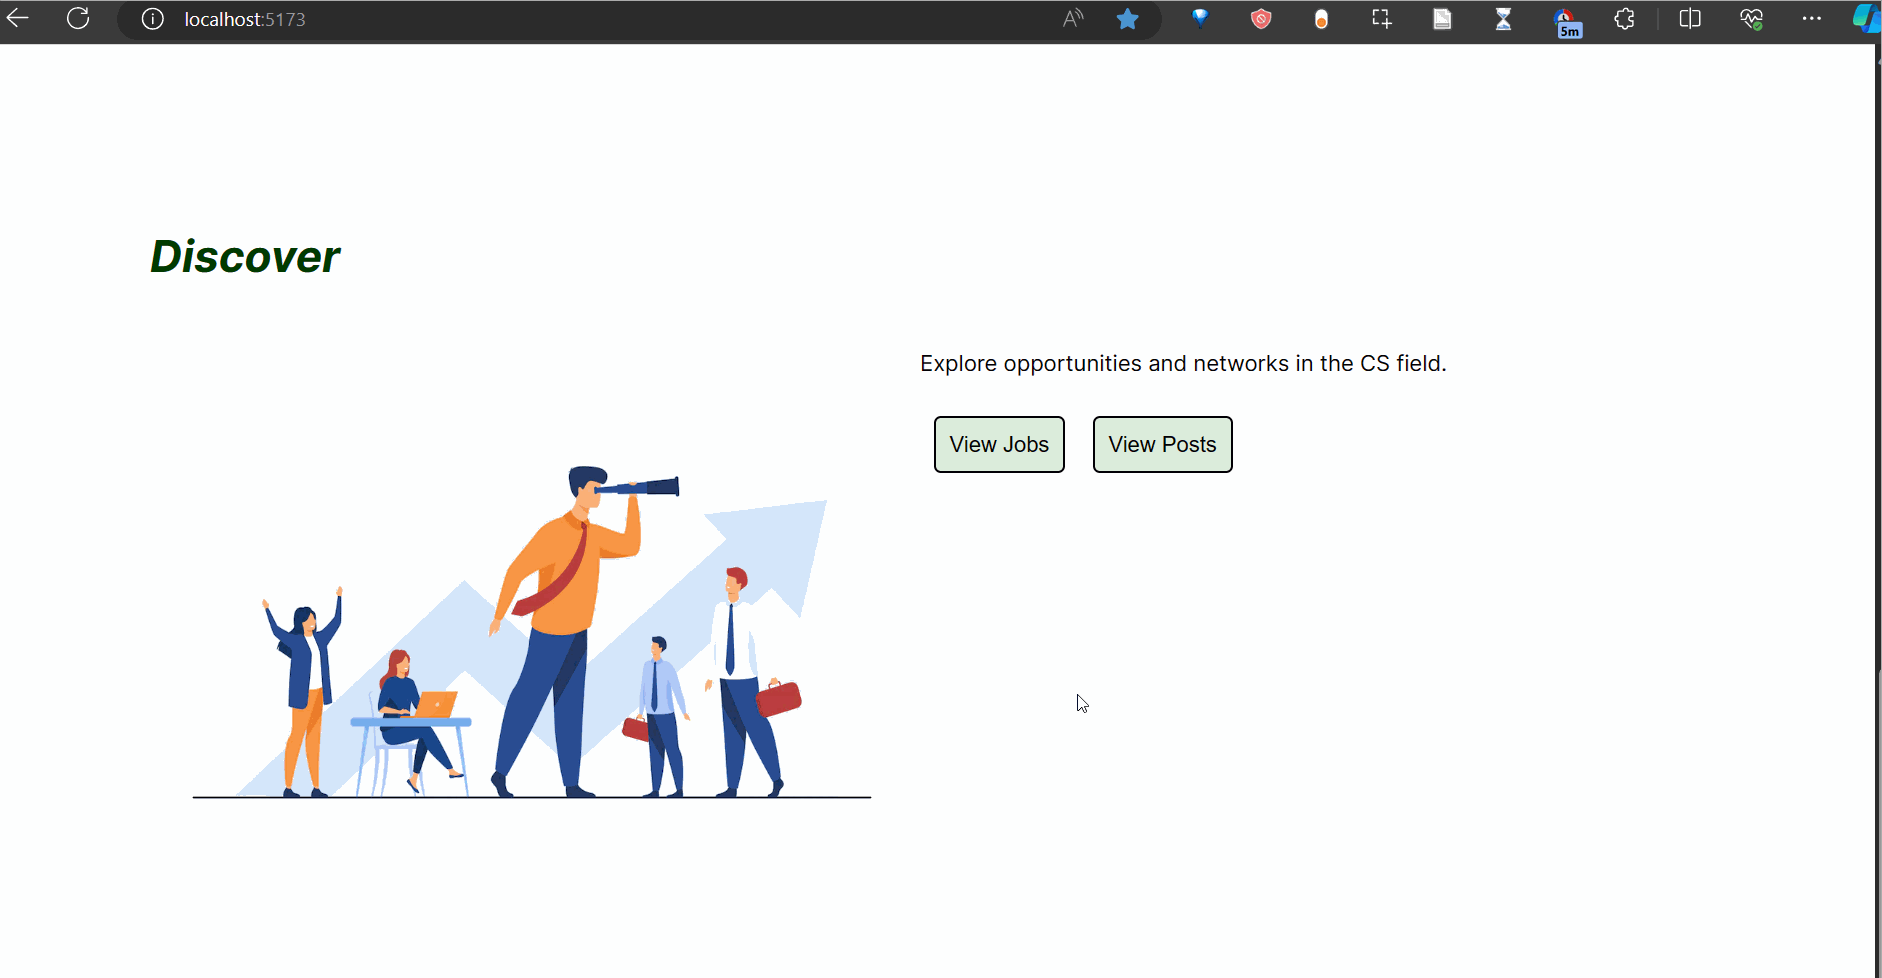 localhost:5173
A
5m
Discover
Explore opportunities and networks in the CS field.
View Jobs
View Posts